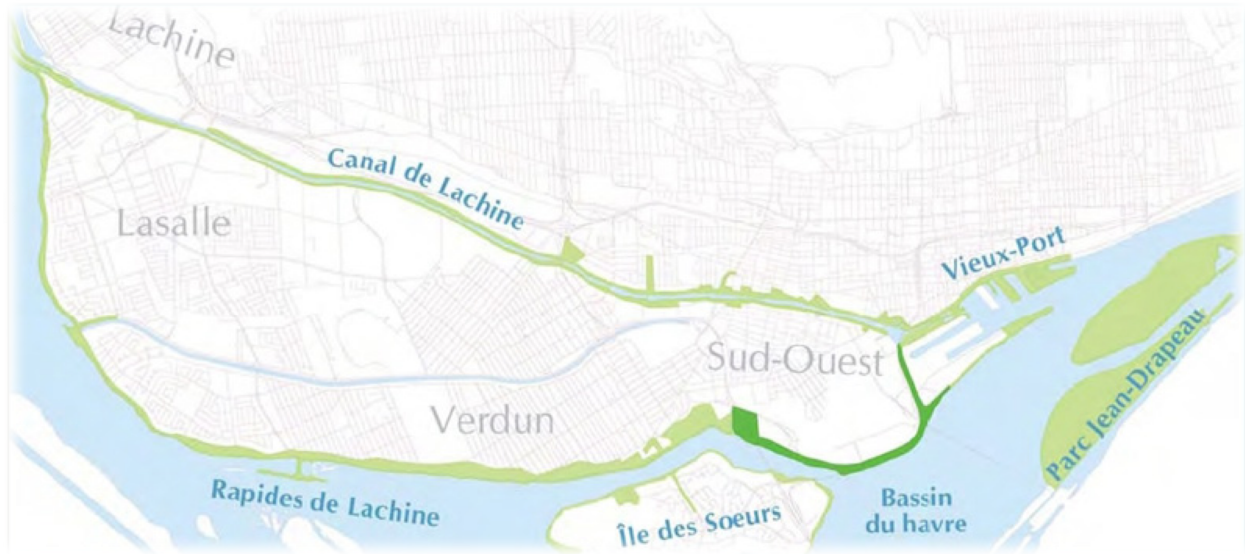 Lachine
Canal de Lachine
Lasalle
Vieux-Port
Sud-Ouest
Parc Jean-Drapeau
Verdun
Rapides de Lachine
Île des Soeurs
Bassin
du havre